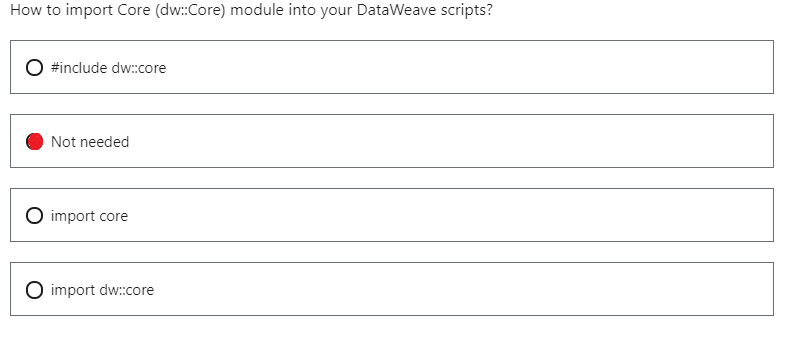 How to import Core (dw::Core) module into your DataWeave scripts?
#include dw::core
Not needed
import core
import dw::core